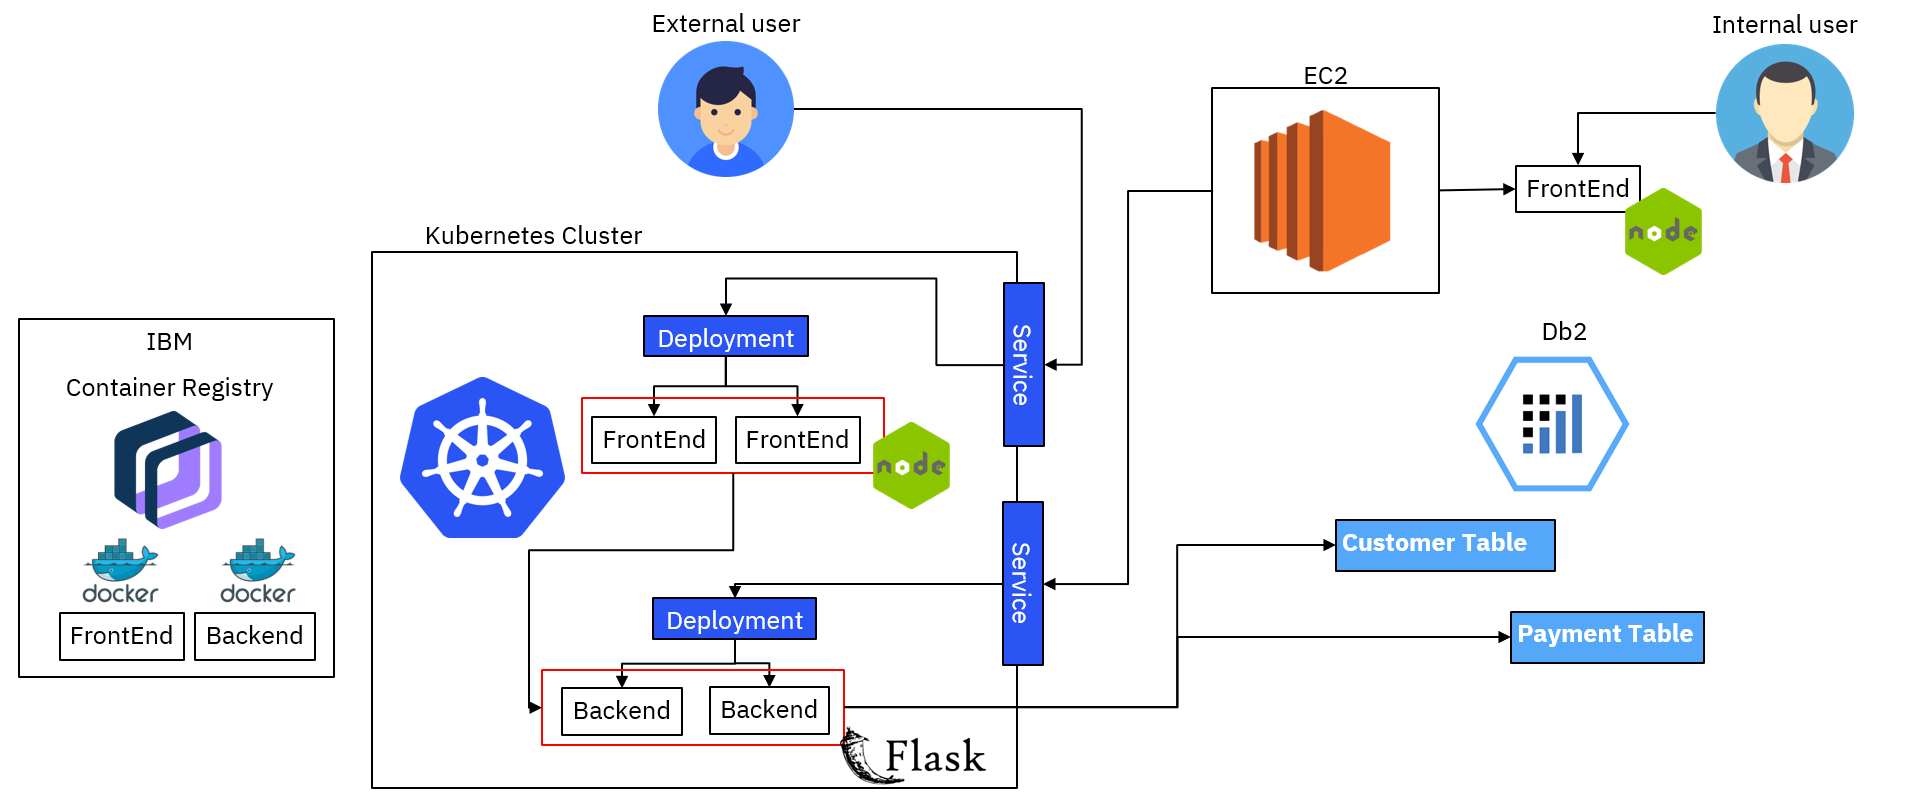 External user
Internal user
EC2
FrontEnd
node
Kubernetes Cluster
Service
Deployment
FrontEnd
FrontEnd
node
Service
Deployment
Backend
Backend
Flask
IBM
Container Registry
docker
docker
FrontEnd
Backend
Db2
Customer Table
Payment Table